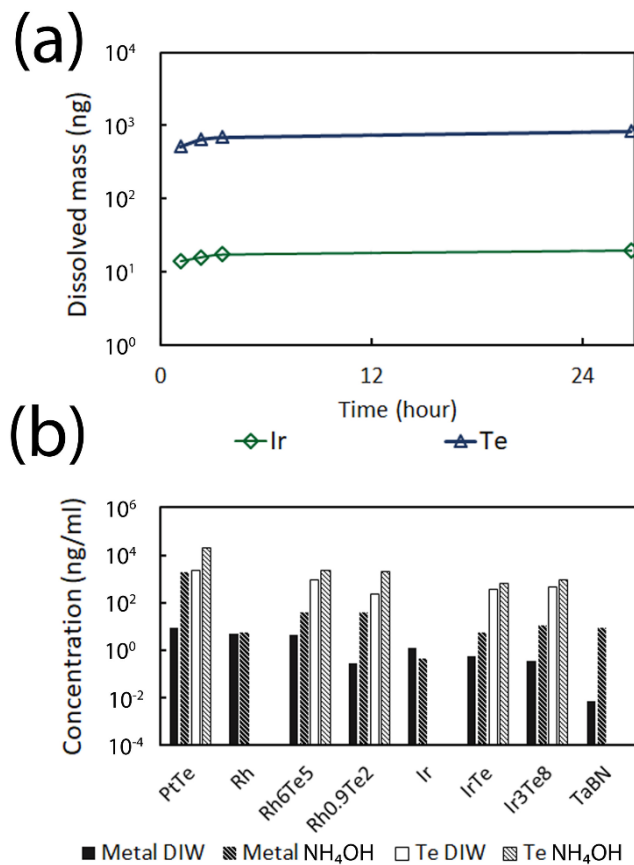 (a)
Dissolved mass (ng)
10⁴
10³
10²
10¹
10⁰
0 12 24
Time (hour)
Ir Te
(b)
Concentration (ng/ml)
10⁶
10⁴
10²
10⁰
10⁻²
10⁻⁴
PtTe Rh Rh6Te5 Rh0.9Te2 Ir IrTe Ir3Te8 TaBN
Metal DIW Metal NH₄OH Te DIW Te NH₄OH